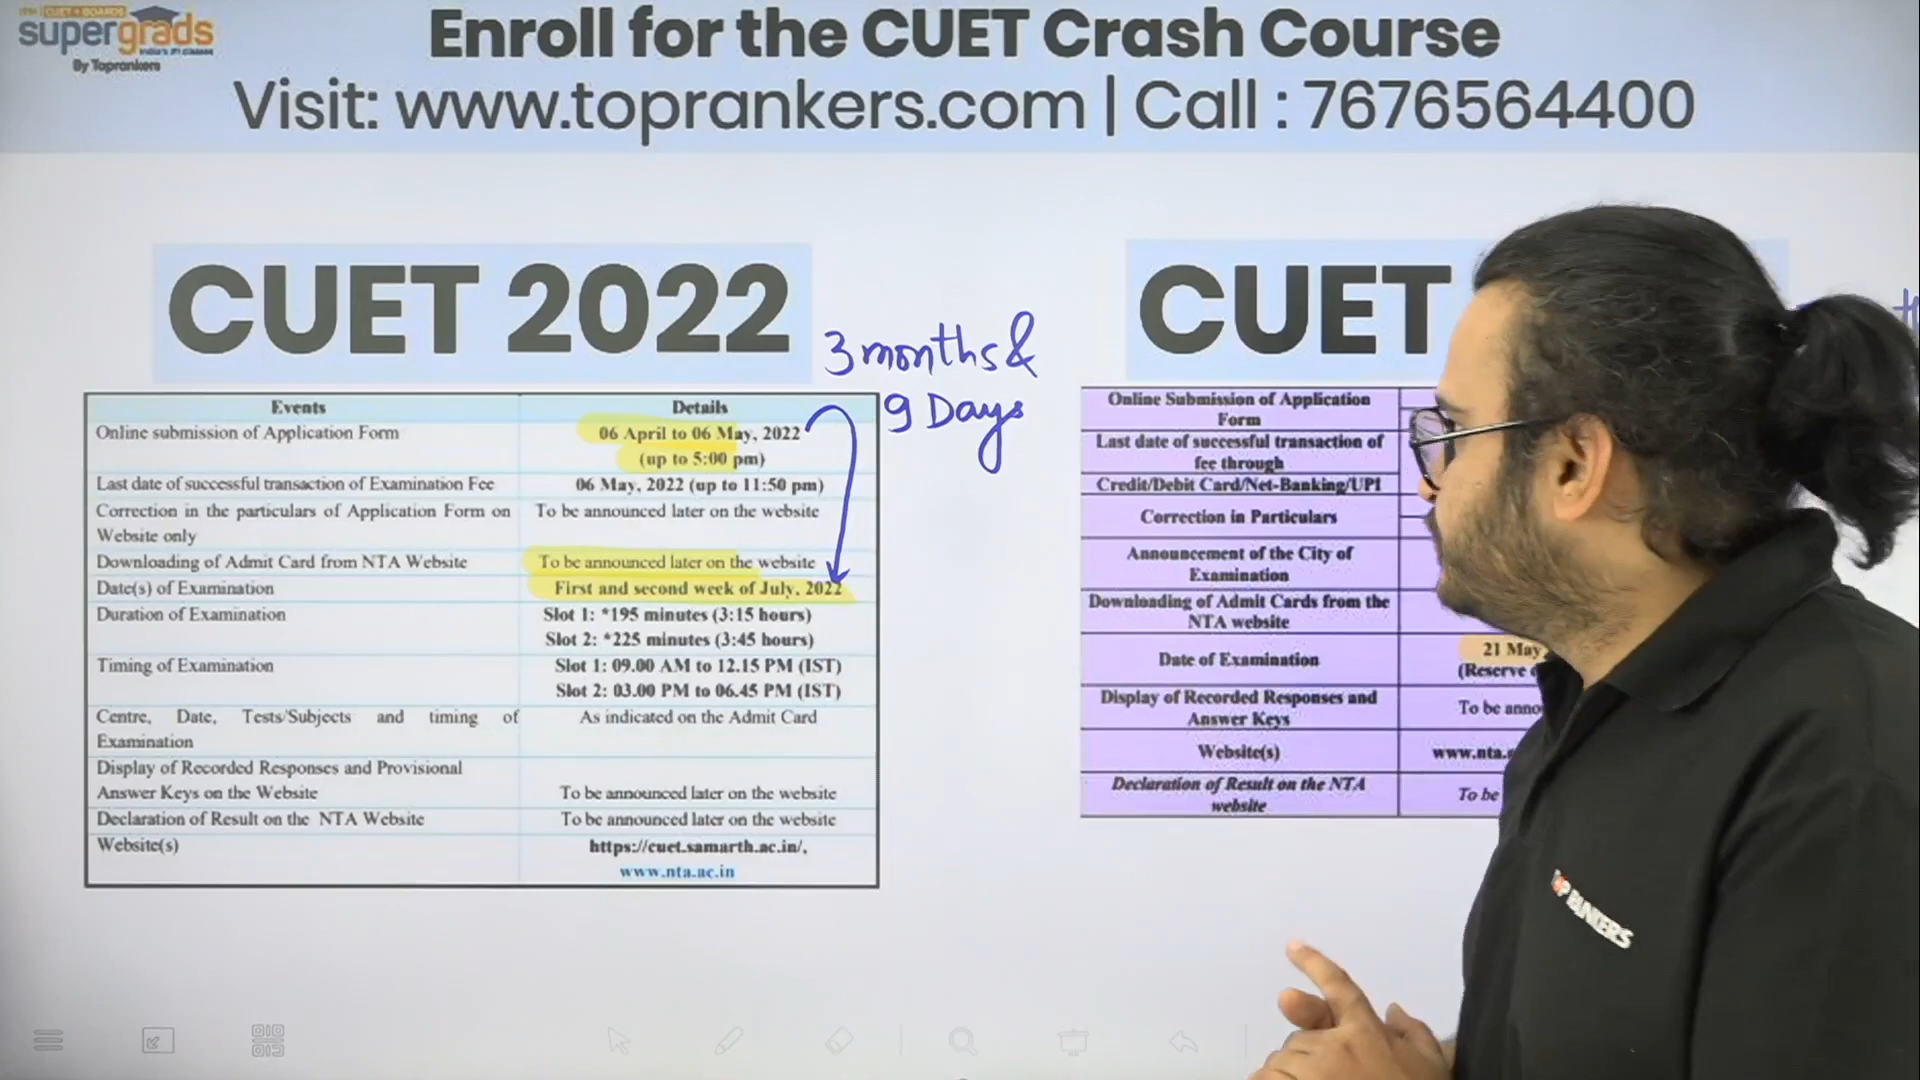 CUET + BOARDS
supergrads
By Toprankers
Enroll for the CUET Crash Course
Visit: www.toprankers.com | Call : 7676564400
CUET 2022
3 months &
9 Days
Events Details
Online submission of Application Form 06 April to 06 May, 2022
(up to 5:00 pm)
Last date of successful transaction of Examination Fee 06 May, 2022 (up to 11:50 pm)
Correction in the particulars of Application Form on To be announced later on the website
Website only
Downloading of Admit Card from NTA Website To be announced later on the website
Date(s) of Examination First and second week of July, 2022
Duration of Examination Slot 1: *195 minutes (3:15 hours)
Slot 2: *225 minutes (3:45 hours)
Timing of Examination Slot 1: 09.00 AM to 12.15 PM (IST)
Slot 2: 03.00 PM to 06.45 PM (IST)
Centre, Date, Tests/Subjects and timing of As indicated on the Admit Card
Examination
Display of Recorded Responses and Provisional
Answer Keys on the Website To be announced later on the website
Declaration of Result on the NTA Website To be announced later on the website
Website(s) https://cuet.samarth.ac.in/,
www.nta.ac.in
CUET
Online Submission of Application
Form
Last date of successful transaction of
fee through
Credit/Debit Card/Net-Banking/UPI
Correction in Particulars
Announcement of the City of
Examination
Downloading of Admit Cards from the
NTA website
Date of Examination 21 May
(Reserve
Display of Recorded Responses and
Answer Keys To be anno
Website(s) www.nta.
Declaration of Result on the NTA
website To be
TOP RANKERS